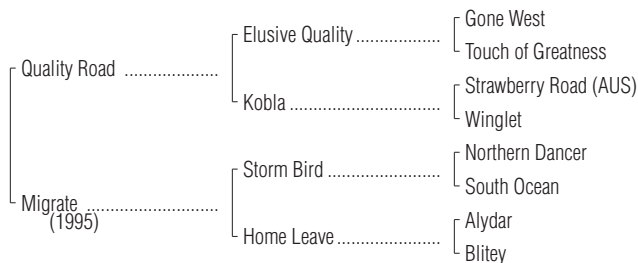 Gone West
Elusive Quality ....................
Touch of Greatness
Quality Road ......................
Strawberry Road (AUS)
Kobla ....................................
Winglet
Northern Dancer
Storm Bird ...........................
South Ocean
Migrate ................................
(1995)
Alydar
Home Leave .........................
Blitey